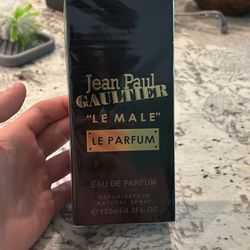 Jean Paul
GAULTIER
"LE MALE"
LE PARFUM
EAU DE PARFUM
VAPORISATEUR
NATURAL SPRAY
℮ 125ml-4.2FL.OZ.